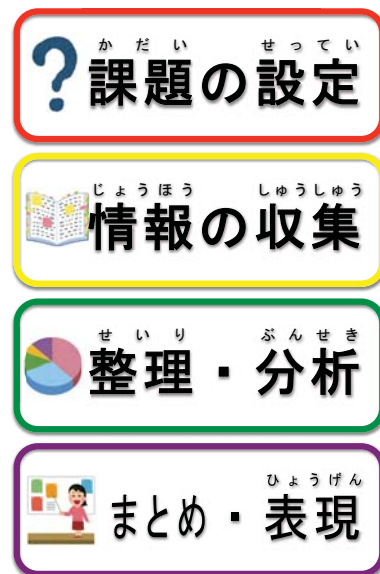 かだい せってい
課題の設定
じょうほう しゅうしゅう
情報の収集
せいり ぶんせき
整理・分析
ひょうげん
まとめ・表現